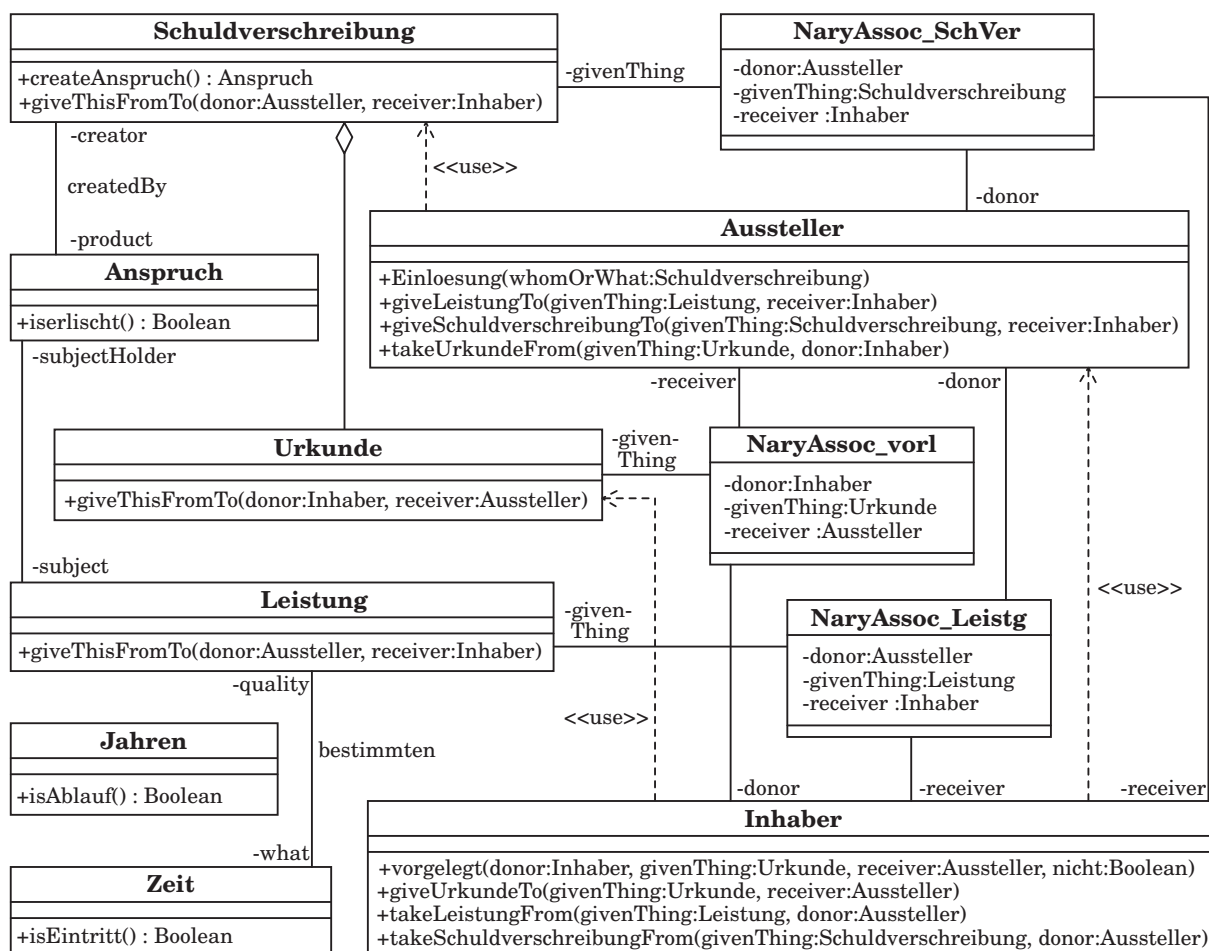 Schuldverschreibung
+createAnspruch() : Anspruch
+giveThisFromTo(donor:Aussteller, receiver:Inhaber)
-givenThing
NaryAssoc_SchVer
-donor:Aussteller
-givenThing:Schuldverschreibung
-receiver :Inhaber
-creator
createdBy
-product
<<use>>
-donor
Aussteller
+Einloesung(whomOrWhat:Schuldverschreibung)
+giveLeistungTo(givenThing:Leistung, receiver:Inhaber)
+giveSchuldverschreibungTo(givenThing:Schuldverschreibung, receiver:Inhaber)
+takeUrkundeFrom(givenThing:Urkunde, donor:Inhaber)
Anspruch
+iserlischt() : Boolean
-subjectHolder
-receiver
-donor
Urkunde
+giveThisFromTo(donor:Inhaber, receiver:Aussteller)
-given-
Thing
NaryAssoc_vorl
-donor:Inhaber
-givenThing:Urkunde
-receiver :Aussteller
-subject
<<use>>
Leistung
+giveThisFromTo(donor:Aussteller, receiver:Inhaber)
-given-
Thing
NaryAssoc_Leistg
-donor:Aussteller
-givenThing:Leistung
-receiver :Inhaber
-quality
<<use>>
Jahren
+isAblauf() : Boolean
bestimmten
-donor
-receiver
-receiver
-what
Zeit
+isEintritt() : Boolean
Inhaber
+vorgelegt(donor:Inhaber, givenThing:Urkunde, receiver:Aussteller, nicht:Boolean)
+giveUrkundeTo(givenThing:Urkunde, receiver:Aussteller)
+takeLeistungFrom(givenThing:Leistung, donor:Aussteller)
+takeSchuldverschreibungFrom(givenThing:Schuldverschreibung, donor:Aussteller)